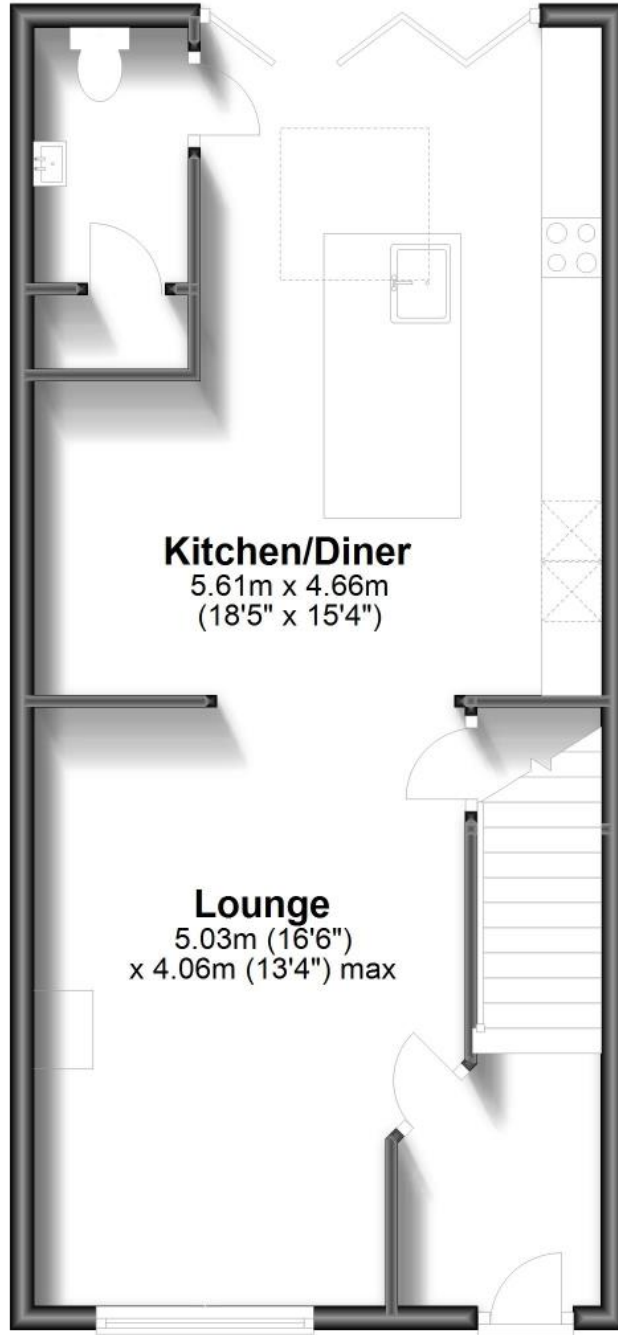 Kitchen/Diner
5.61m x 4.66m
(18'5" x 15'4")
Lounge
5.03m (16'6")
x 4.06m (13'4") max